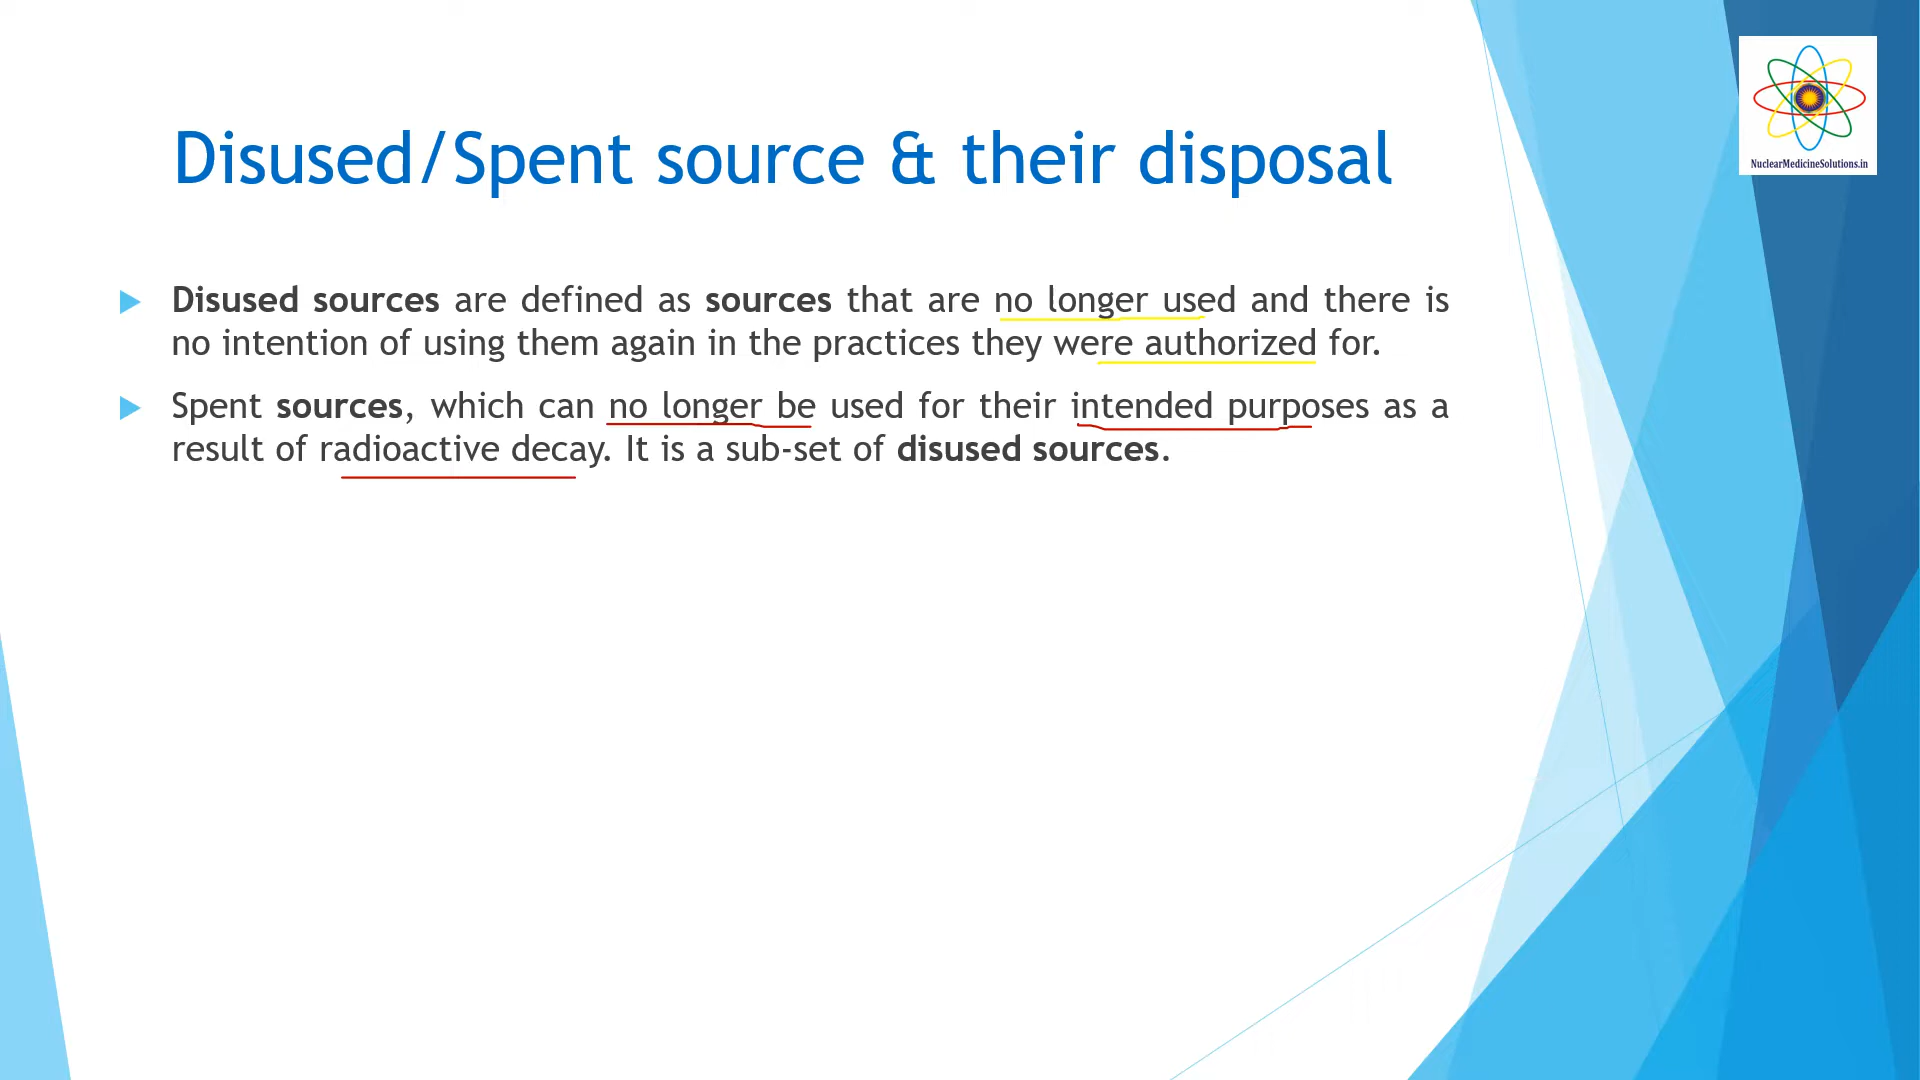 NuclearMedicineSolutions.in
Disused/Spent source & their disposal
Disused sources are defined as sources that are no longer used and there is
no intention of using them again in the practices they were authorized for.
Spent sources, which can no longer be used for their intended purposes as a
result of radioactive decay. It is a sub-set of disused sources.